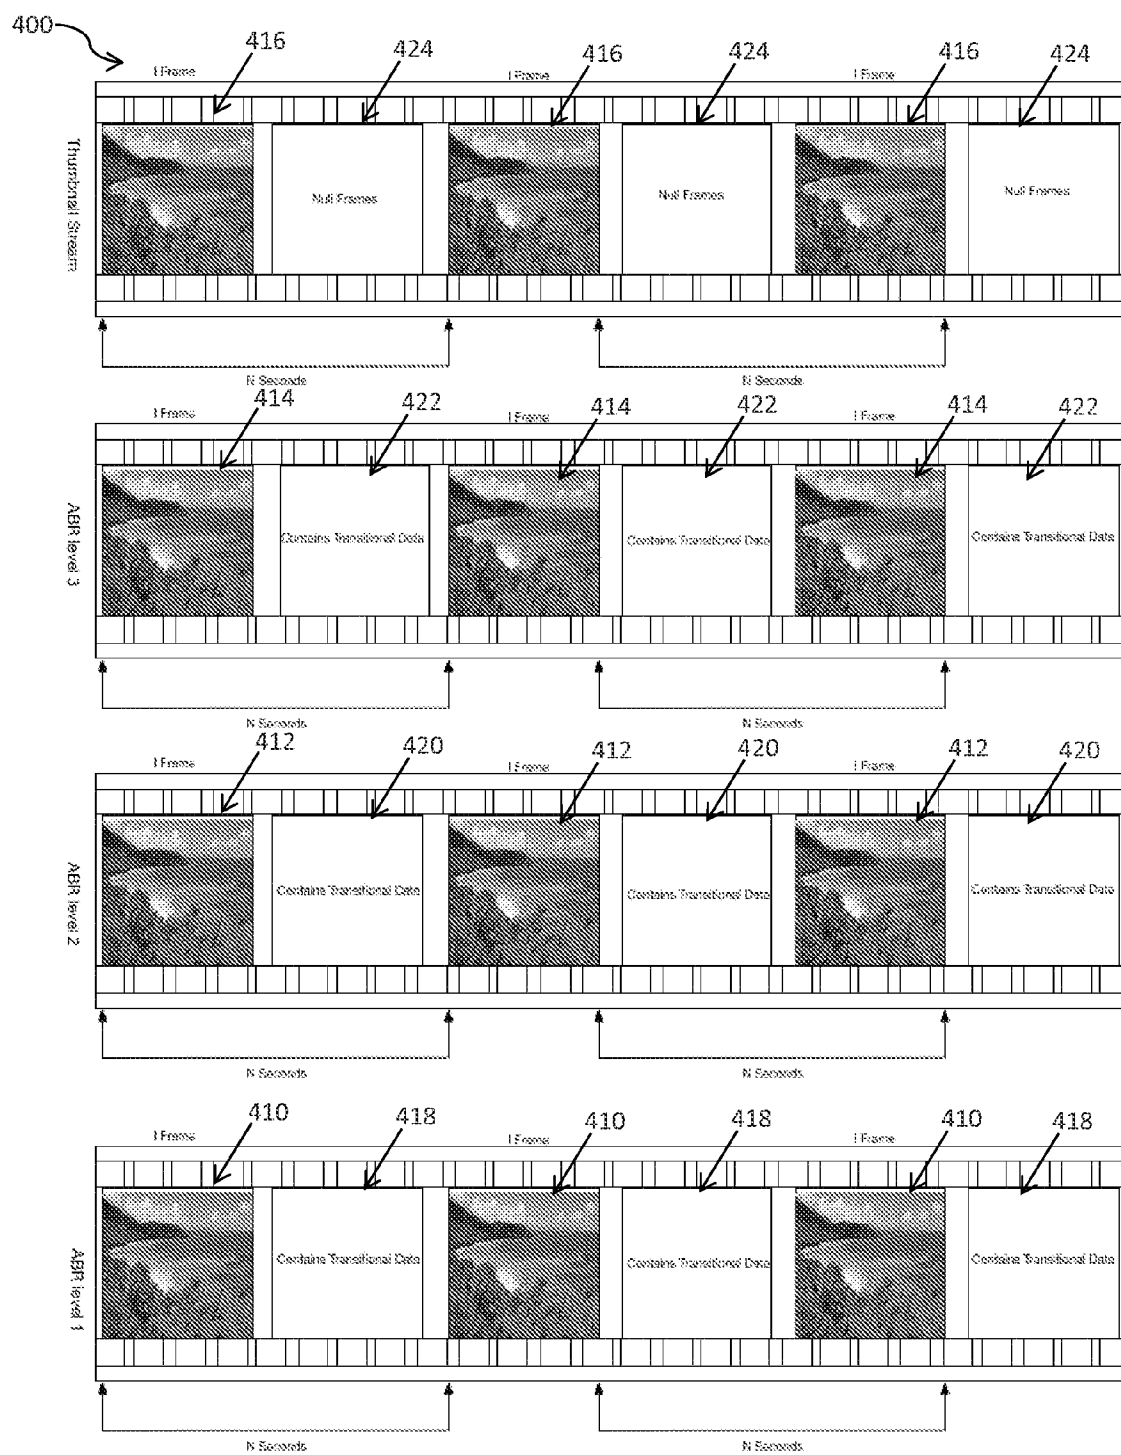 400
416 424 416 424 416 424
I Frame I Frame I Frame
Thumbnail Stream
Null Frames Null Frames Null Frames
N Seconds N Seconds
414 422 414 422 414 422
I Frame I Frame I Frame
ABR level 3
Contains Transitional Data Contains Transitional Data Contains Transitional Data
N Seconds N Seconds
412 420 412 420 412 420
I Frame I Frame I Frame
ABR level 2
Contains Transitional Data Contains Transitional Data Contains Transitional Data
N Seconds N Seconds
410 418 410 418 410 418
I Frame I Frame I Frame
ABR level 1
Contains Transitional Data Contains Transitional Data Contains Transitional Data
N Seconds N Seconds